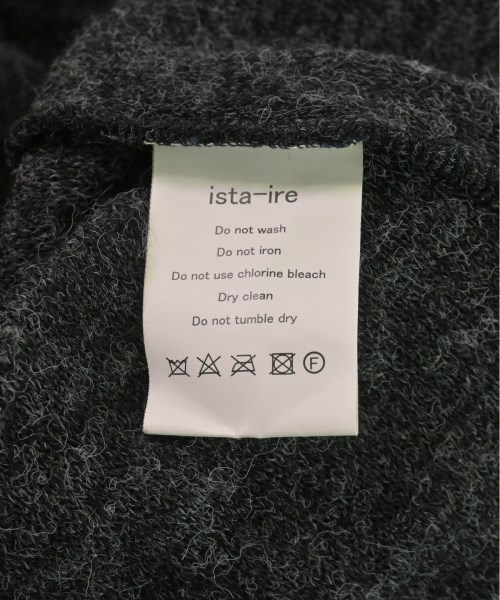 ista-ire
Do not wash
Do not iron
Do not use chlorine bleach
Dry clean
Do not tumble dry
F